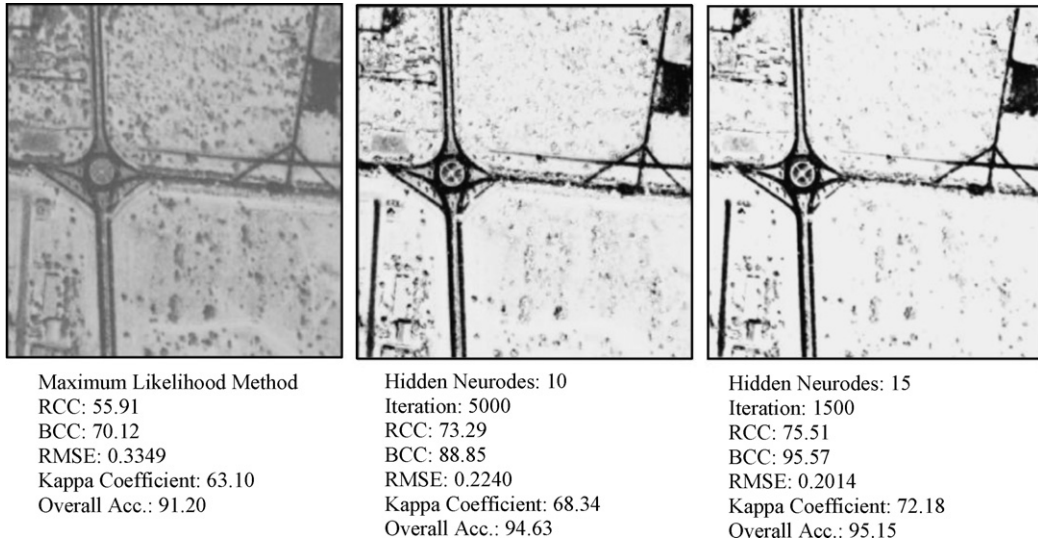 Maximum Likelihood Method
RCC: 55.91
BCC: 70.12
RMSE: 0.3349
Kappa Coefficient: 63.10
Overall Acc.: 91.20
Hidden Neurodes: 10
Iteration: 5000
RCC: 73.29
BCC: 88.85
RMSE: 0.2240
Kappa Coefficient: 68.34
Overall Acc.: 94.63
Hidden Neurodes: 15
Iteration: 1500
RCC: 75.51
BCC: 95.57
RMSE: 0.2014
Kappa Coefficient: 72.18
Overall Acc.: 95.15